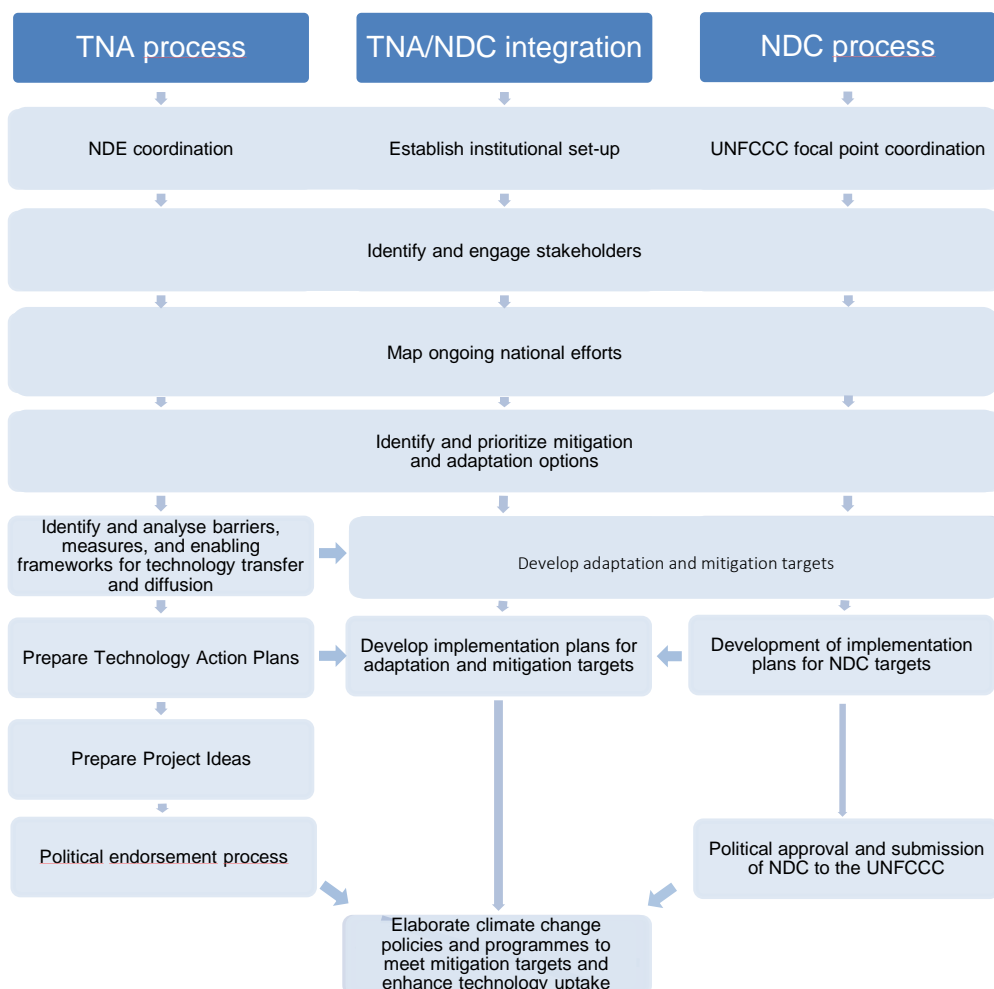 TNA process
TNA/NDC integration
NDC process
NDE coordination
Establish institutional set-up
UNFCCC focal point coordination
Identify and engage stakeholders
Map ongoing national efforts
Identify and prioritize mitigation
and adaptation options
Identify and analyse barriers,
measures, and enabling
frameworks for technology transfer
and diffusion
Develop adaptation and mitigation targets
Prepare Technology Action Plans
Develop implementation plans for
adaptation and mitigation targets
Development of implementation
plans for NDC targets
Prepare Project Ideas
Political endorsement process
Political approval and submission
of NDC to the UNFCCC
Elaborate climate change
policies and programmes to
meet mitigation targets and
enhance technology uptake